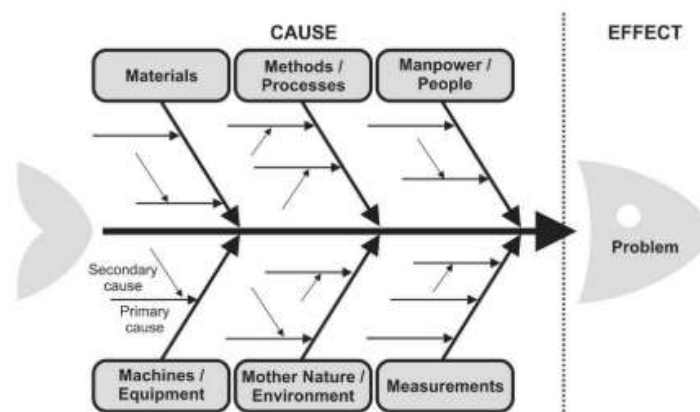 CAUSE
EFFECT
Materials
Methods /
Processes
Manpower /
People
Problem
Secondary
cause
Primary
cause
Machines /
Equipment
Mother Nature /
Environment
Measurements